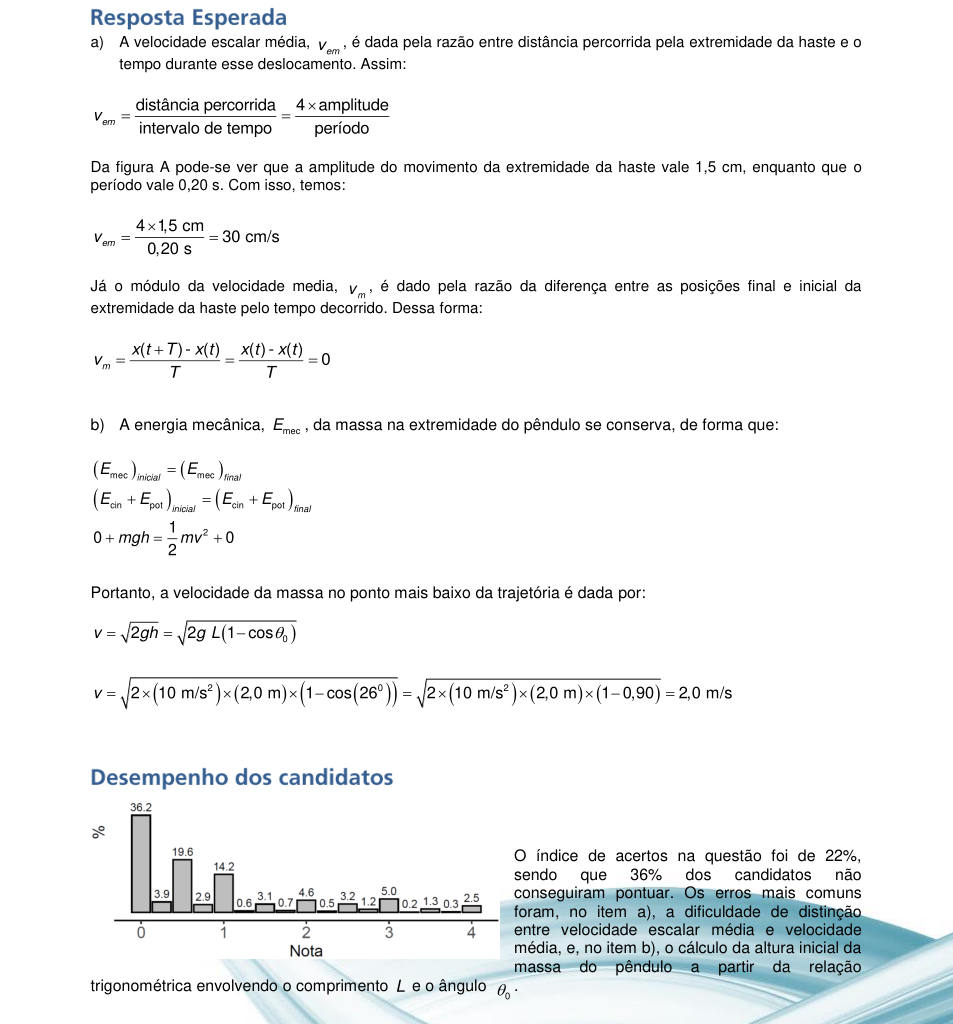 Resposta Esperada
a) A velocidade escalar média, v_em, é dada pela razão entre distância percorrida pela extremidade da haste e o
tempo durante esse deslocamento. Assim:
v_em = distância percorrida / intervalo de tempo = 4 × amplitude / período
Da figura A pode-se ver que a amplitude do movimento da extremidade da haste vale 1,5 cm, enquanto que o
período vale 0,20 s. Com isso, temos:
v_em = 4 × 1,5 cm / 0,20 s = 30 cm/s
Já o módulo da velocidade media, v_m, é dado pela razão da diferença entre as posições final e inicial da
extremidade da haste pelo tempo decorrido. Dessa forma:
v_m = x(t + T) - x(t) / T = x(t) - x(t) / T = 0
b) A energia mecânica, E_mec, da massa na extremidade do pêndulo se conserva, de forma que:
(E_mec)_inicial = (E_mec)_final
(E_cin + E_pot)_inicial = (E_cin + E_pot)_final
0 + mgh = 1/2 mv² + 0
Portanto, a velocidade da massa no ponto mais baixo da trajetória é dada por:
v = √2gh = √2g L(1 − cosθ₀)
v = √2 × (10 m/s²) × (2,0 m) × (1 − cos(26⁰)) = √2 × (10 m/s²) × (2,0 m) × (1 − 0,90) = 2,0 m/s
Desempenho dos candidatos
%
36.2
3.9
19.6
2.9
14.2
0.6
3.1
0.7
4.6
0.5
3.2
1.2
5.0
0.2
1.3
0.3
2.5
0 1 2 3 4
Nota
O índice de acertos na questão foi de 22%,
sendo que 36% dos candidatos não
conseguiram pontuar. Os erros mais comuns
foram, no item a), a dificuldade de distinção
entre velocidade escalar média e velocidade
média, e, no item b), o cálculo da altura inicial da
massa do pêndulo a partir da relação
trigonométrica envolvendo o comprimento L e o ângulo θ₀.